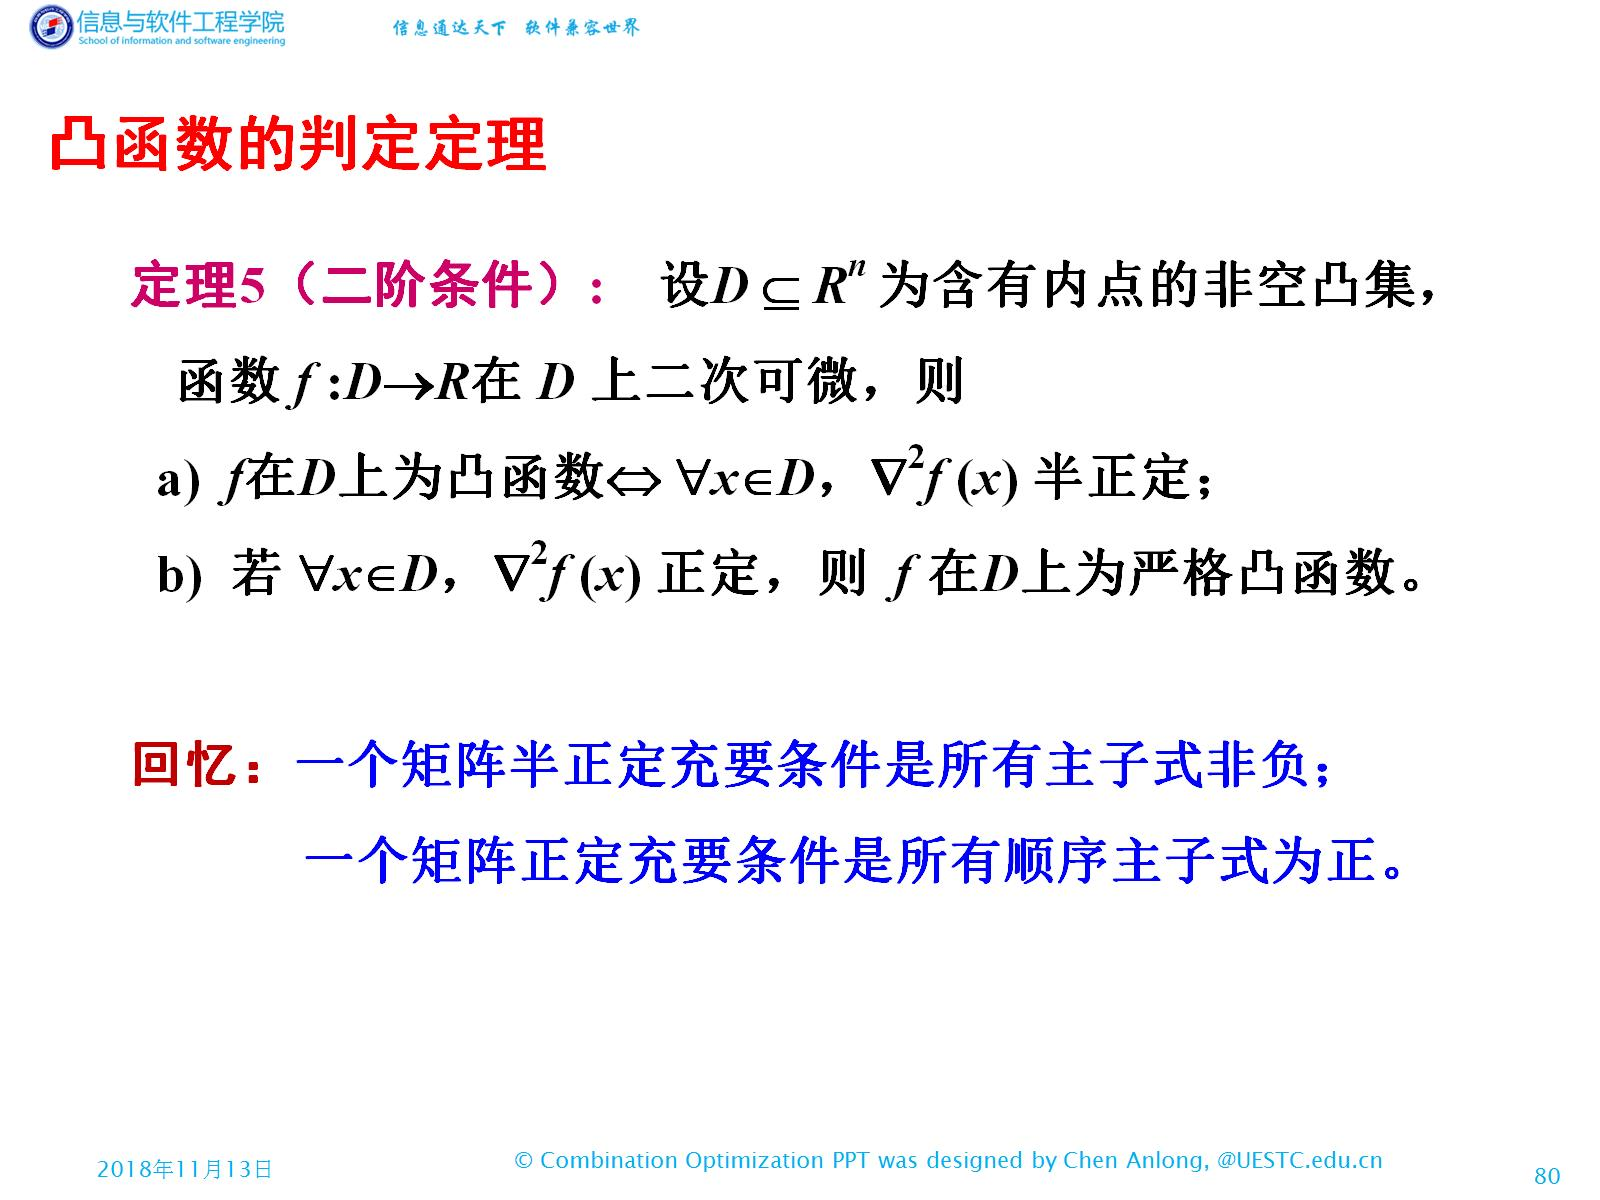 信息与软件工程学院
School of information and software engineering
信息通达天下 软件兼容世界
凸函数的判定定理
定理5（二阶条件）： 设D ⊆ Rⁿ 为含有内点的非空凸集，
函数 f :D→R在 D 上二次可微，则
a) f在D上为凸函数⇔ ∀x∈D，∇²f (x) 半正定；
b) 若 ∀x∈D，∇²f (x) 正定，则 f 在D上为严格凸函数。
回忆：一个矩阵半正定充要条件是所有主子式非负；
一个矩阵正定充要条件是所有顺序主子式为正。
2018年11月13日
© Combination Optimization PPT was designed by Chen Anlong, @UESTC.edu.cn
80